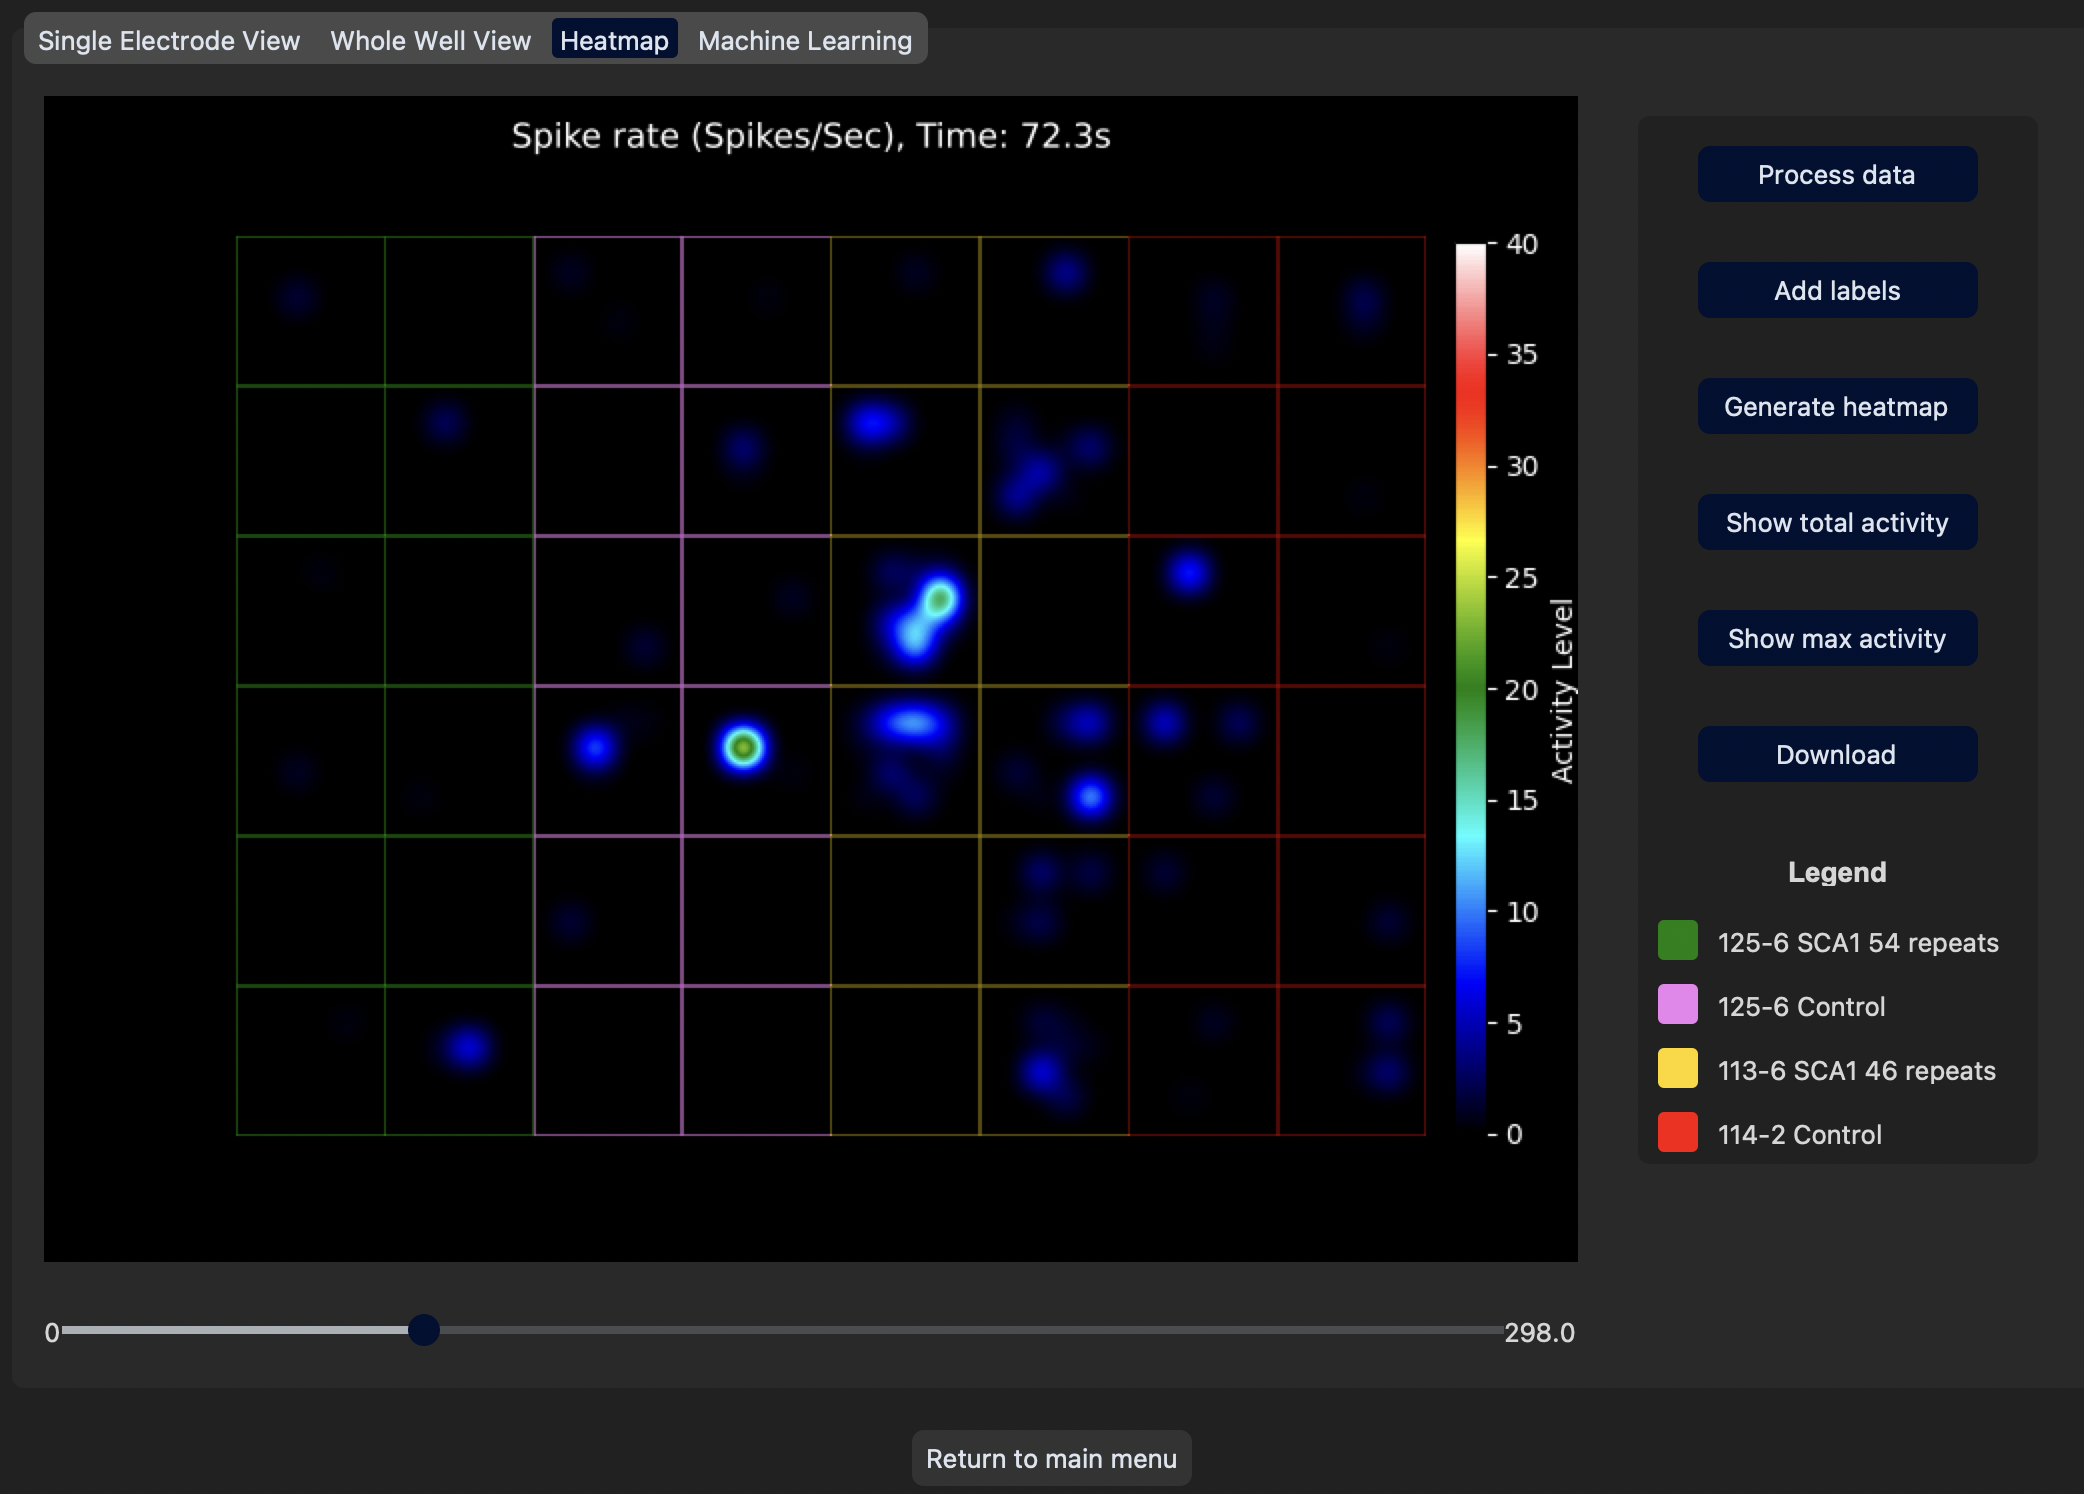 Single Electrode View Whole Well View Heatmap Machine Learning
Spike rate (Spikes/Sec), Time: 72.3s
40
35
30
25
20
15
10
5
0
Activity Level
Process data
Add labels
Generate heatmap
Show total activity
Show max activity
Download
Legend
125-6 SCA1 54 repeats
125-6 Control
113-6 SCA1 46 repeats
114-2 Control
0 298.0
Return to main menu